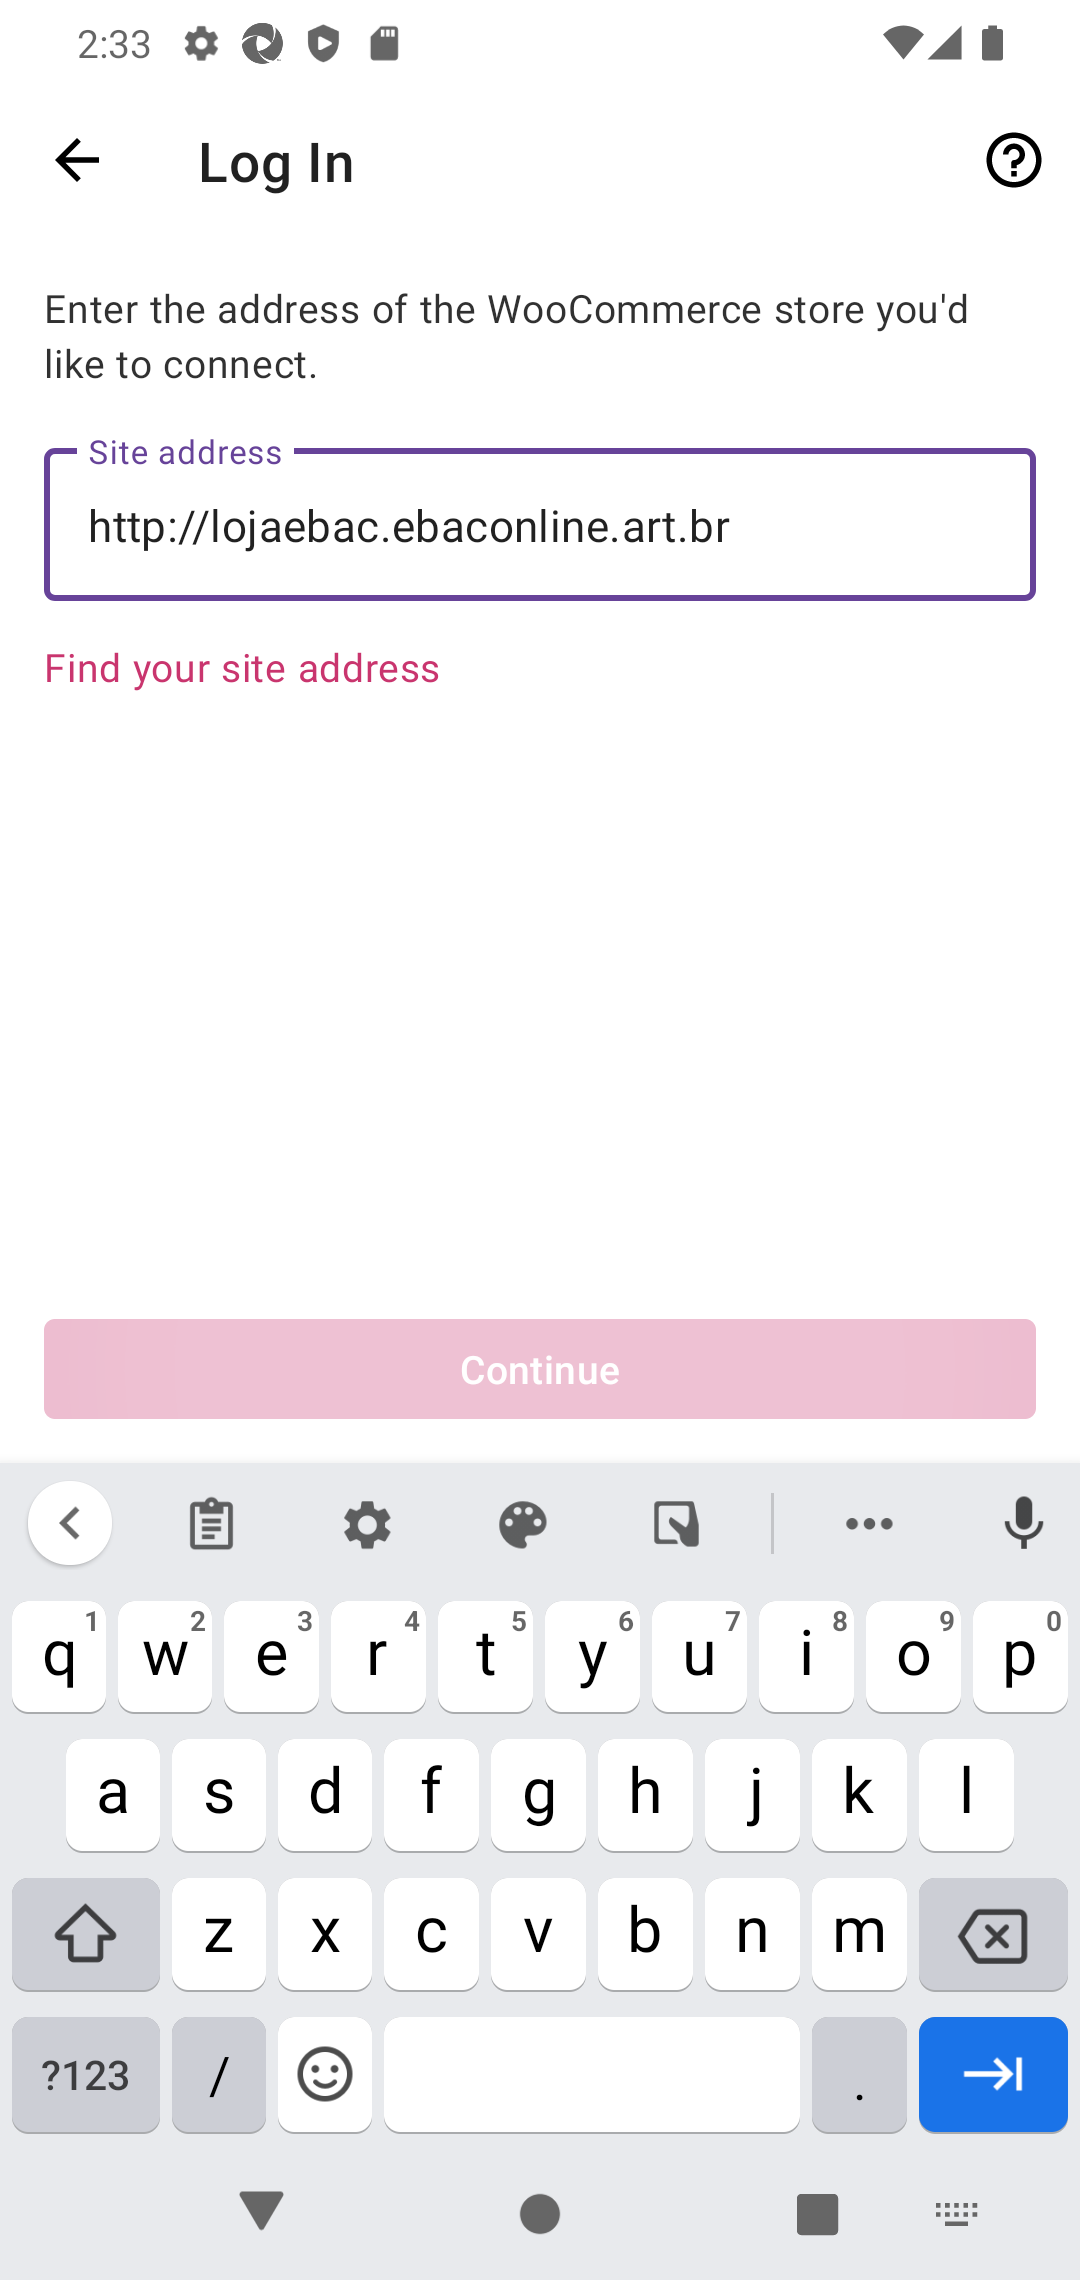 2:33
Log In
Enter the address of the WooCommerce store you'd
like to connect.
Site address
http://lojaebac.ebaconline.art.br
Find your site address
Continue
q 1 w 2 e 3 r 4 t 5 y 6 u 7 i 8 o 9 p 0
a s d f g h j k l
z x c v b n m
?123 / .